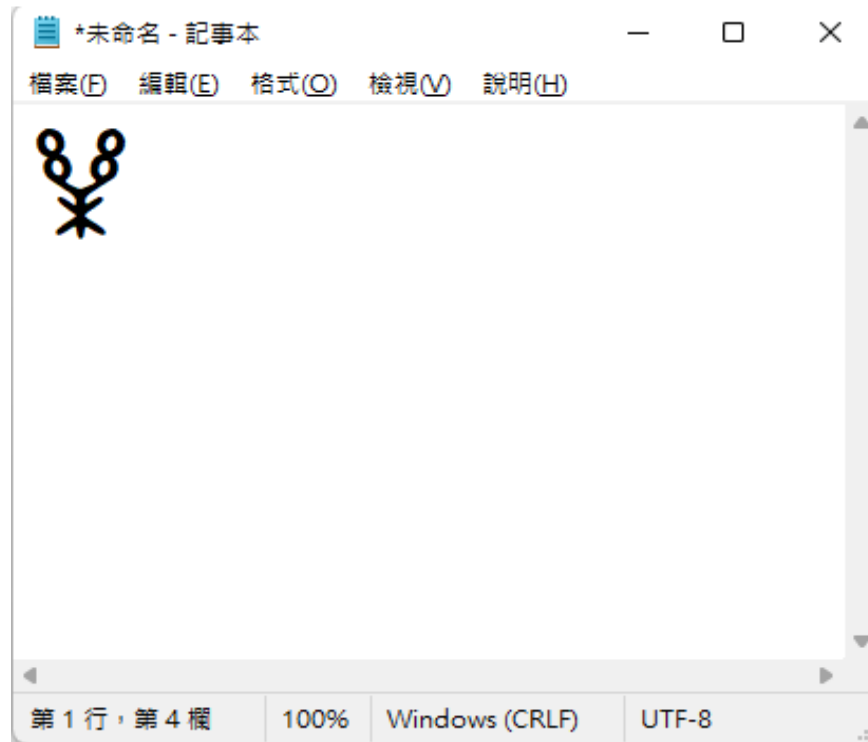 *未命名 - 記事本
檔案(F) 編輯(E) 格式(O) 檢視(V) 說明(H)
第 1 行，第 4 欄 100% Windows (CRLF) UTF-8